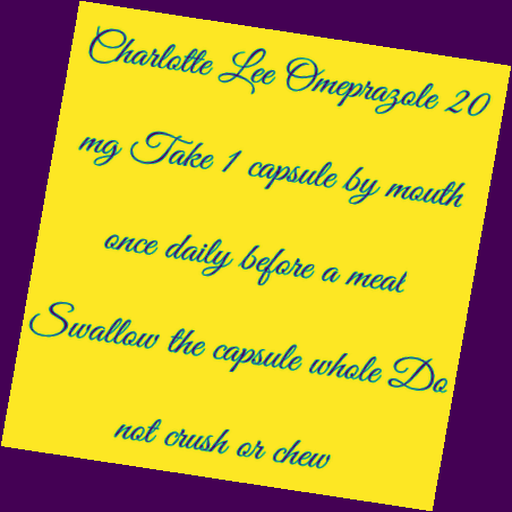 Charlotte Lee Omeprazole 20
mg Take 1 capsule by mouth
once daily before a meal
Swallow the capsule whole Do
not crush or chew